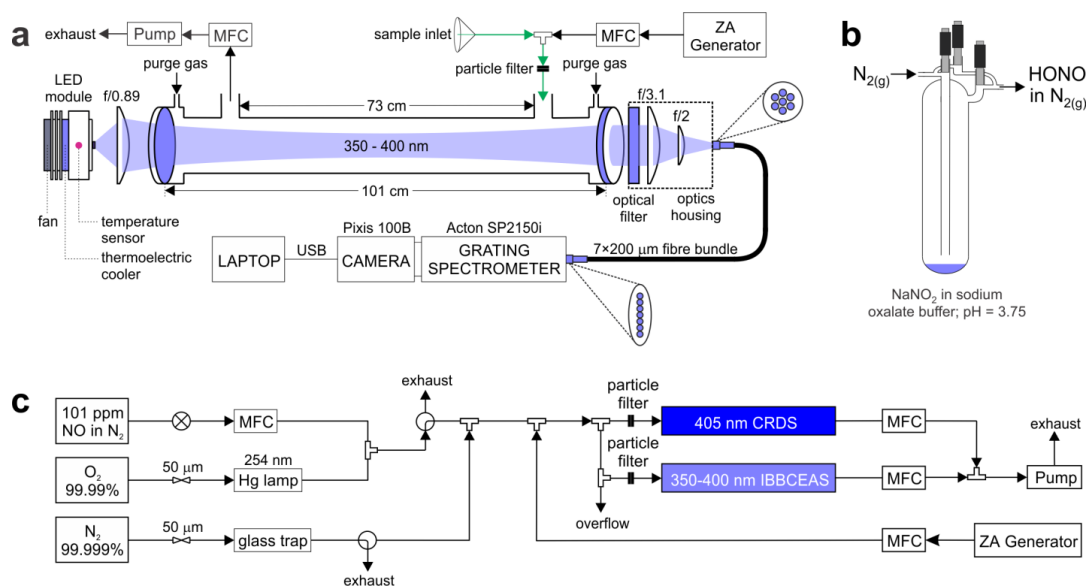 a
exhaust
Pump
MFC
sample inlet
MFC
ZA
Generator
particle filter
purge gas
purge gas
LED
module
f/0.89
73 cm
f/3.1
f/2
350 - 400 nm
101 cm
optical
filter
optics
housing
fan
temperature
sensor
thermoelectric
cooler
Pixis 100B
Acton SP2150i
LAPTOP
USB
CAMERA
GRATING
SPECTROMETER
7×200 μm fibre bundle
b
N2(g)
HONO
in N2(g)
NaNO2 in sodium
oxalate buffer; pH = 3.75
c
101 ppm
NO in N2
MFC
exhaust
O2
99.99%
50 μm
254 nm
Hg lamp
N2
99.999%
50 μm
glass trap
exhaust
particle
filter
405 nm CRDS
MFC
particle
filter
350-400 nm IBBCEAS
MFC
exhaust
Pump
overflow
MFC
ZA Generator